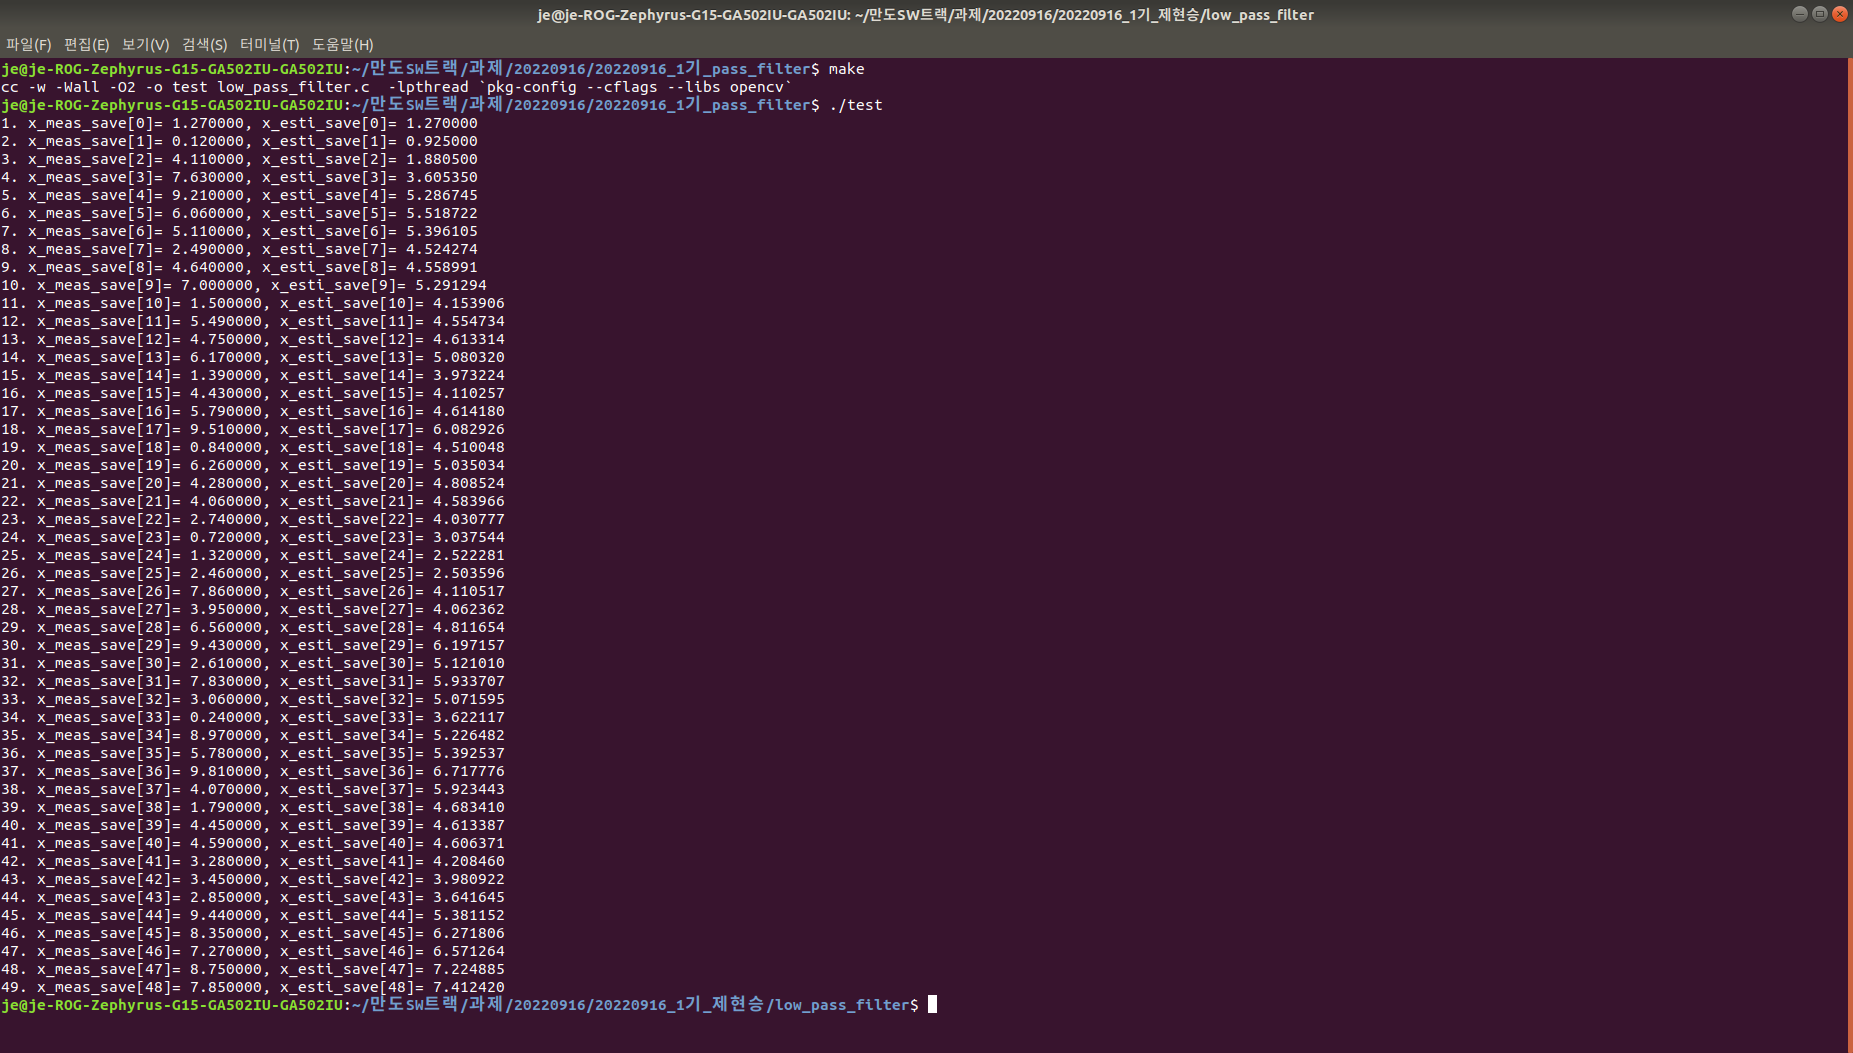 je@je-ROG-Zephyrus-G15-GA502IU-GA502IU: ~/만도SW트랙/과제/20220916/20220916_1기_제현승/low_pass_filter
파일(F) 편집(E) 보기(V) 검색(S) 터미널(T) 도움말(H)
je@je-ROG-Zephyrus-G15-GA502IU-GA502IU:~/만도SW트랙/과제/20220916/20220916_1기_pass_filter$ make
cc -w -Wall -O2 -o test low_pass_filter.c  -lpthread `pkg-config --cflags --libs opencv`
je@je-ROG-Zephyrus-G15-GA502IU-GA502IU:~/만도SW트랙/과제/20220916/20220916_1기_pass_filter$ ./test
1. x_meas_save[0]= 1.270000, x_esti_save[0]= 1.270000
2. x_meas_save[1]= 0.120000, x_esti_save[1]= 0.925000
3. x_meas_save[2]= 4.110000, x_esti_save[2]= 1.880500
4. x_meas_save[3]= 7.630000, x_esti_save[3]= 3.605350
5. x_meas_save[4]= 9.210000, x_esti_save[4]= 5.286745
6. x_meas_save[5]= 6.060000, x_esti_save[5]= 5.518722
7. x_meas_save[6]= 5.110000, x_esti_save[6]= 5.396105
8. x_meas_save[7]= 2.490000, x_esti_save[7]= 4.524274
9. x_meas_save[8]= 4.640000, x_esti_save[8]= 4.558991
10. x_meas_save[9]= 7.000000, x_esti_save[9]= 5.291294
11. x_meas_save[10]= 1.500000, x_esti_save[10]= 4.153906
12. x_meas_save[11]= 5.490000, x_esti_save[11]= 4.554734
13. x_meas_save[12]= 4.750000, x_esti_save[12]= 4.613314
14. x_meas_save[13]= 6.170000, x_esti_save[13]= 5.080320
15. x_meas_save[14]= 1.390000, x_esti_save[14]= 3.973224
16. x_meas_save[15]= 4.430000, x_esti_save[15]= 4.110257
17. x_meas_save[16]= 5.790000, x_esti_save[16]= 4.614180
18. x_meas_save[17]= 9.510000, x_esti_save[17]= 6.082926
19. x_meas_save[18]= 0.840000, x_esti_save[18]= 4.510048
20. x_meas_save[19]= 6.260000, x_esti_save[19]= 5.035034
21. x_meas_save[20]= 4.280000, x_esti_save[20]= 4.808524
22. x_meas_save[21]= 4.060000, x_esti_save[21]= 4.583966
23. x_meas_save[22]= 2.740000, x_esti_save[22]= 4.030777
24. x_meas_save[23]= 0.720000, x_esti_save[23]= 3.037544
25. x_meas_save[24]= 1.320000, x_esti_save[24]= 2.522281
26. x_meas_save[25]= 2.460000, x_esti_save[25]= 2.503596
27. x_meas_save[26]= 7.860000, x_esti_save[26]= 4.110517
28. x_meas_save[27]= 3.950000, x_esti_save[27]= 4.062362
29. x_meas_save[28]= 6.560000, x_esti_save[28]= 4.811654
30. x_meas_save[29]= 9.430000, x_esti_save[29]= 6.197157
31. x_meas_save[30]= 2.610000, x_esti_save[30]= 5.121010
32. x_meas_save[31]= 7.830000, x_esti_save[31]= 5.933707
33. x_meas_save[32]= 3.060000, x_esti_save[32]= 5.071595
34. x_meas_save[33]= 0.240000, x_esti_save[33]= 3.622117
35. x_meas_save[34]= 8.970000, x_esti_save[34]= 5.226482
36. x_meas_save[35]= 5.780000, x_esti_save[35]= 5.392537
37. x_meas_save[36]= 9.810000, x_esti_save[36]= 6.717776
38. x_meas_save[37]= 4.070000, x_esti_save[37]= 5.923443
39. x_meas_save[38]= 1.790000, x_esti_save[38]= 4.683410
40. x_meas_save[39]= 4.450000, x_esti_save[39]= 4.613387
41. x_meas_save[40]= 4.590000, x_esti_save[40]= 4.606371
42. x_meas_save[41]= 3.280000, x_esti_save[41]= 4.208460
43. x_meas_save[42]= 3.450000, x_esti_save[42]= 3.980922
44. x_meas_save[43]= 2.850000, x_esti_save[43]= 3.641645
45. x_meas_save[44]= 9.440000, x_esti_save[44]= 5.381152
46. x_meas_save[45]= 8.350000, x_esti_save[45]= 6.271806
47. x_meas_save[46]= 7.270000, x_esti_save[46]= 6.571264
48. x_meas_save[47]= 8.750000, x_esti_save[47]= 7.224885
49. x_meas_save[48]= 7.850000, x_esti_save[48]= 7.412420
je@je-ROG-Zephyrus-G15-GA502IU-GA502IU:~/만도SW트랙/과제/20220916/20220916_1기_제현승/low_pass_filter$